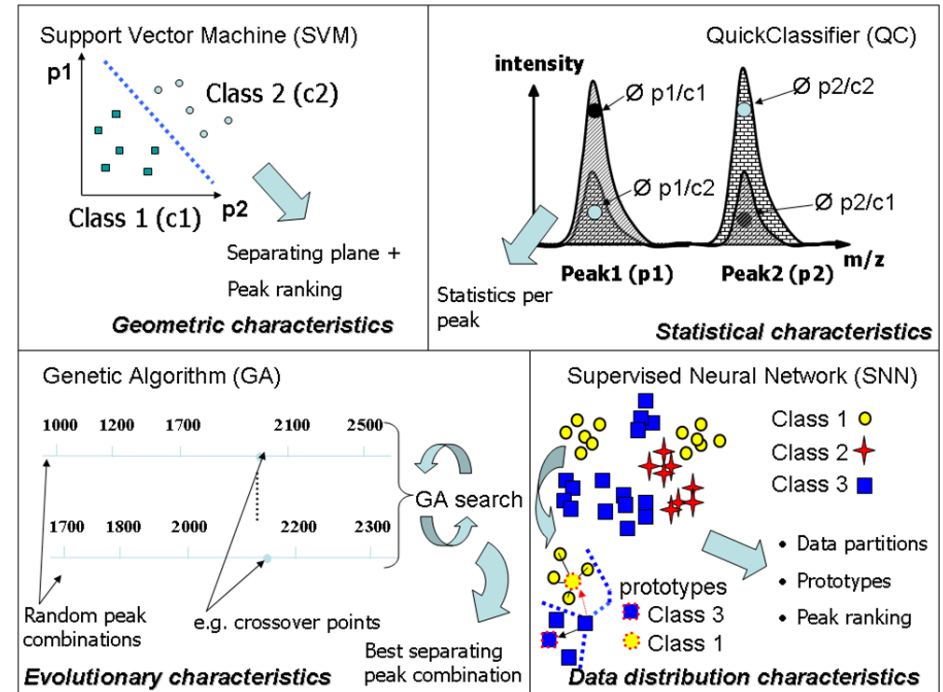 Support Vector Machine (SVM)
p1
Class 2 (c2)
Class 1 (c1)
p2
Separating plane +
Peak ranking
Geometric characteristics
QuickClassifier (QC)
intensity
Ø p1/c1
Ø p2/c2
Ø p1/c2
Ø p2/c1
m/z
Peak1 (p1)
Peak2 (p2)
Statistics per
peak
Statistical characteristics
Genetic Algorithm (GA)
1000 1200 1700 2100 2500
GA search
1700 1800 2000 2200 2300
Random peak
combinations
e.g. crossover points
Best separating
peak combination
Evolutionary characteristics
Supervised Neural Network (SNN)
Class 1
Class 2
Class 3
• Data partitions
• Prototypes
• Peak ranking
prototypes
Class 3
Class 1
Data distribution characteristics